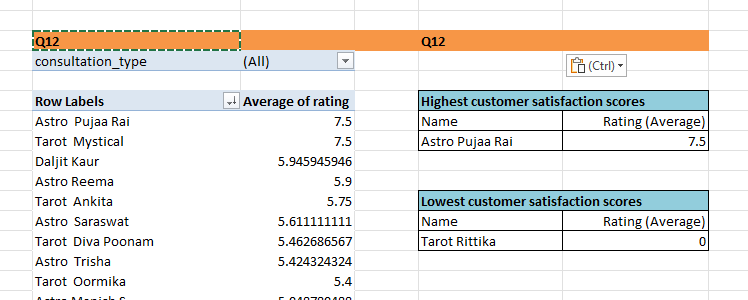 Q12 Q12
consultation_type (All)
(Ctrl)
Row Labels Average of rating
Astro Pujaa Rai 7.5
Tarot Mystical 7.5
Daljit Kaur 5.945945946
Astro Reema 5.9
Tarot Ankita 5.75
Astro Saraswat 5.611111111
Tarot Diva Poonam 5.462686567
Astro Trisha 5.424324324
Tarot Oormika 5.4
Highest customer satisfaction scores
Name Rating (Average)
Astro Pujaa Rai 7.5
Lowest customer satisfaction scores
Name Rating (Average)
Tarot Rittika 0